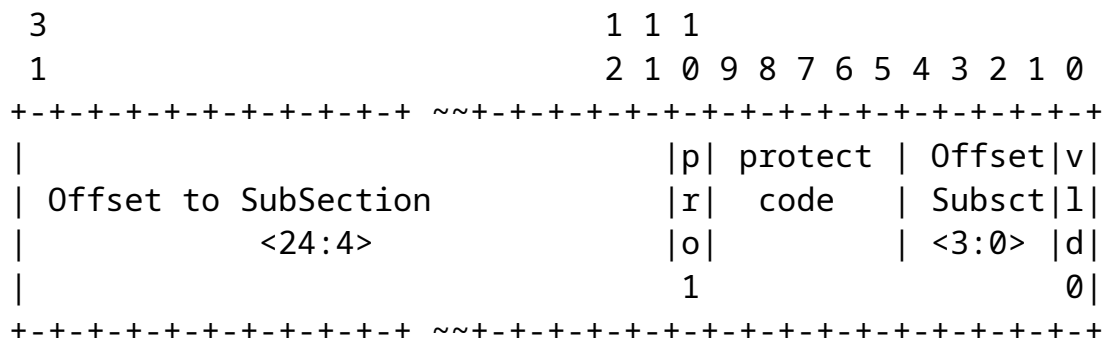 3                             1 1 1
 1                             2 1 0 9 8 7 6 5 4 3 2 1 0
+-+-+-+-+-+-+-+-+-+-+ ~~+-+-+-+-+-+-+-+-+-+-+-+-+-+-+-+-+
|                                 |p| protect | Offset|v|
| Offset to SubSection            |r|  code   | Subsct|l|
|            <24:4>               |o|         | <3:0> |d|
|                                  1                   0|
+-+-+-+-+-+-+-+-+-+-+ ~~+-+-+-+-+-+-+-+-+-+-+-+-+-+-+-+-+